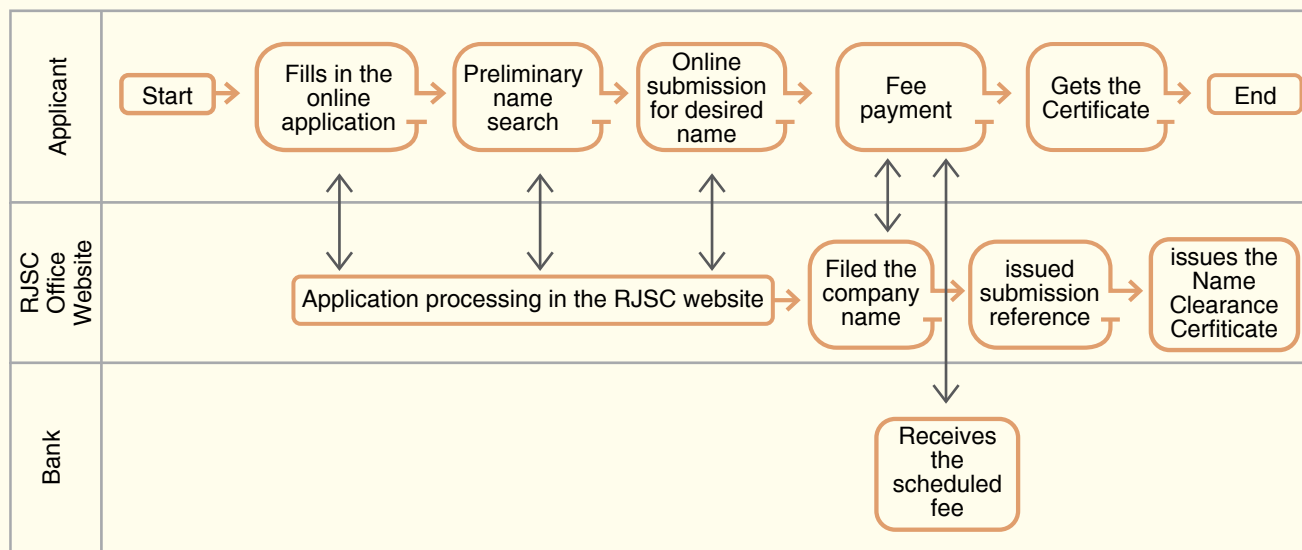 Applicant
Start
Fills in the
online
application
Preliminary
name
search
Online
submission
for desired
name
Fee
payment
Gets the
Certificate
End
RJSC
Office
Website
Application processing in the RJSC website
Filed the
company
name
issued
submission
reference
issues the
Name
Clearance
Cerfiticate
Bank
Receives
the
scheduled
fee